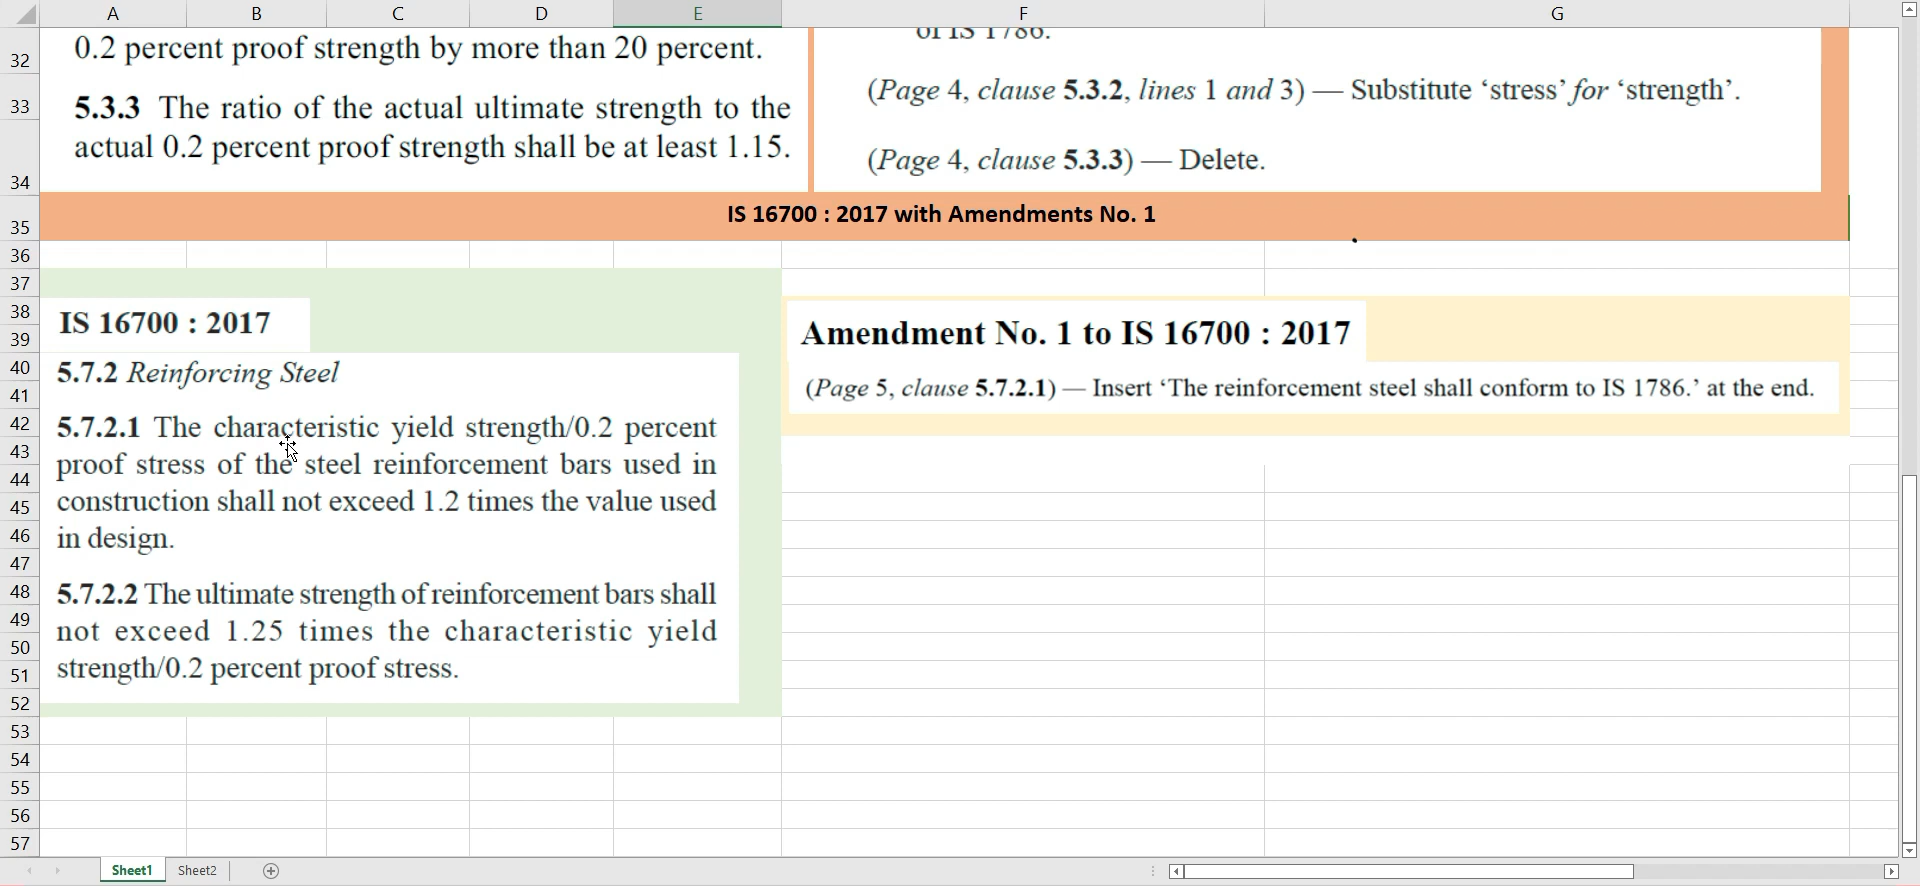 A B C D E F G
32 0.2 percent proof strength by more than 20 percent.
of IS 1786.
33 5.3.3 The ratio of the actual ultimate strength to the
actual 0.2 percent proof strength shall be at least 1.15.
34
(Page 4, clause 5.3.2, lines 1 and 3) — Substitute ‘stress’ for ‘strength’.
(Page 4, clause 5.3.3) — Delete.
35 IS 16700 : 2017 with Amendments No. 1
36
37
38 IS 16700 : 2017
39
40 5.7.2 Reinforcing Steel
41
42 5.7.2.1 The characteristic yield strength/0.2 percent
43 proof stress of the steel reinforcement bars used in
44
45 construction shall not exceed 1.2 times the value used
46 in design.
47
48 5.7.2.2 The ultimate strength of reinforcement bars shall
49
50 not exceed 1.25 times the characteristic yield
51 strength/0.2 percent proof stress.
52
Amendment No. 1 to IS 16700 : 2017
(Page 5, clause 5.7.2.1) — Insert ‘The reinforcement steel shall conform to IS 1786.’ at the end.
53
54
55
56
57
Sheet1 Sheet2